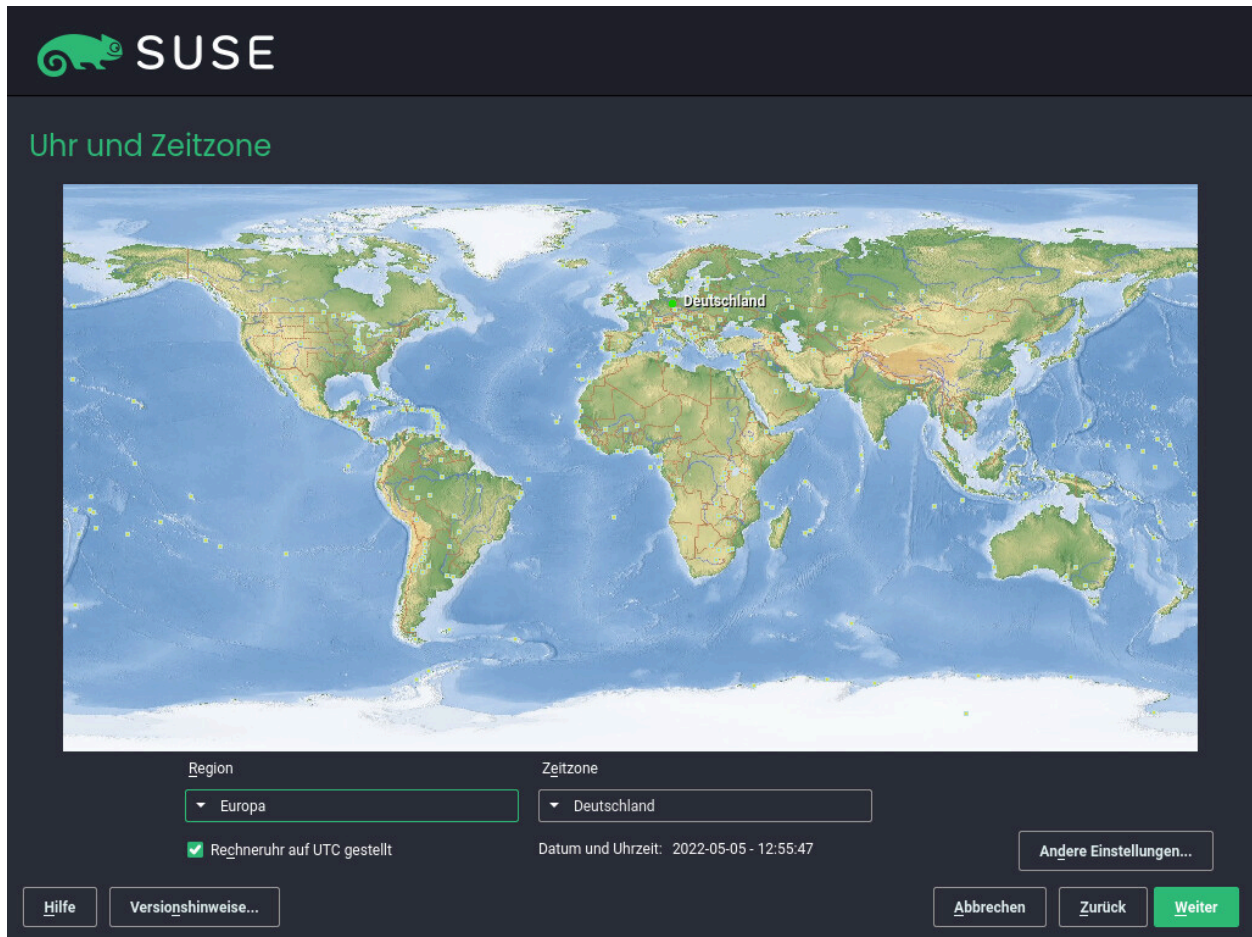 SUSE
Uhr und Zeitzone
Deutschland
Region
Zeitzone
Europa
Deutschland
Rechneruhr auf UTC gestellt
Datum und Uhrzeit: 2022-05-05 - 12:55:47
Andere Einstellungen...
Hilfe
Versionshinweise...
Abbrechen
Zurück
Weiter